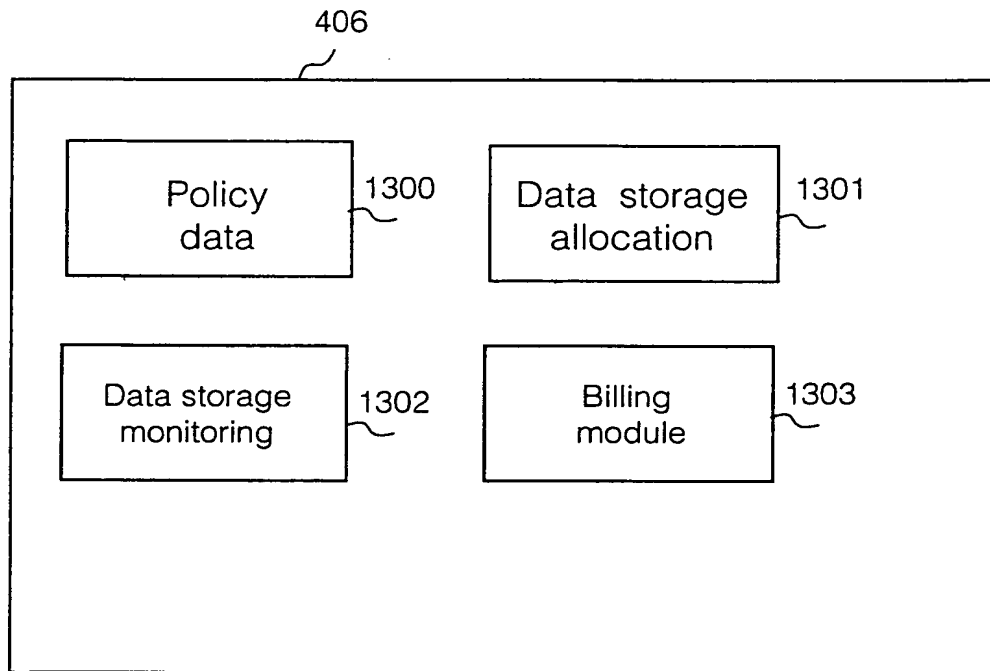 406
Policy
data
1300
Data storage
allocation
1301
Data storage
monitoring
1302
Billing
module
1303